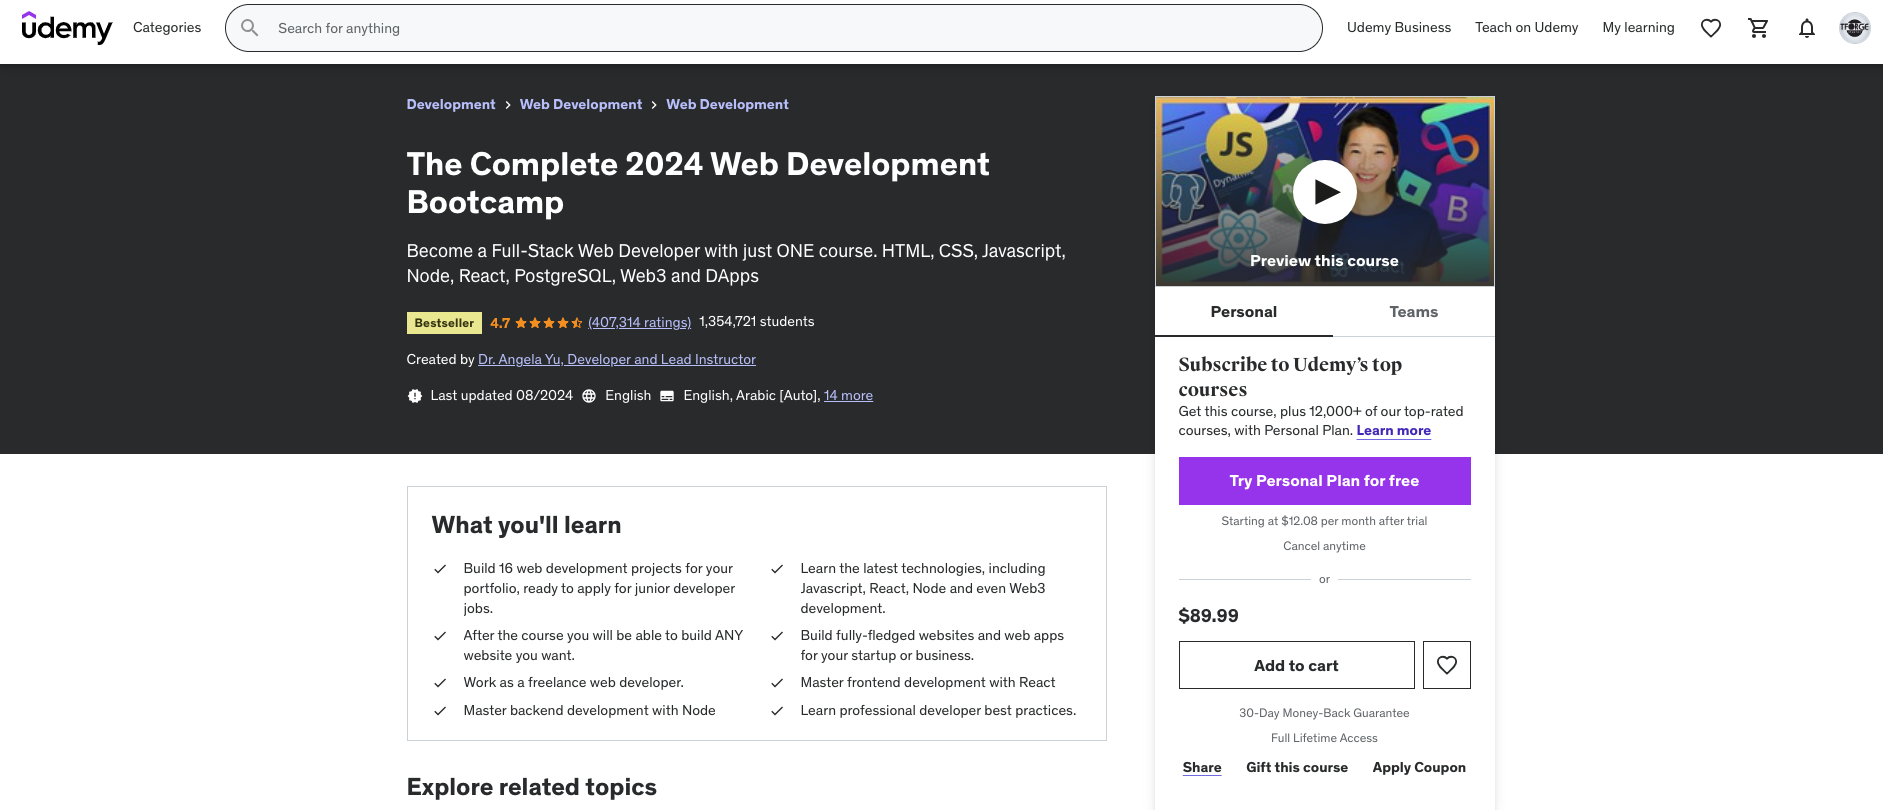 udemy
Categories
Search for anything
Udemy Business
Teach on Udemy
My learning
Development
Web Development
Web Development
The Complete 2024 Web Development
Bootcamp
Become a Full-Stack Web Developer with just ONE course. HTML, CSS, Javascript,
Node, React, PostgreSQL, Web3 and DApps
Bestseller 4.7 (407,314 ratings) 1,354,721 students
Created by Dr. Angela Yu, Developer and Lead Instructor
Last updated 08/2024 English English, Arabic [Auto], 14 more
JS
B
Preview this course
Personal
Teams
Subscribe to Udemy's top
courses
Get this course, plus 12,000+ of our top-rated
courses, with Personal Plan. Learn more
Try Personal Plan for free
Starting at $12.08 per month after trial
Cancel anytime
or
$89.99
Add to cart
30-Day Money-Back Guarantee
Full Lifetime Access
Share
Gift this course
Apply Coupon
What you'll learn
Build 16 web development projects for your
portfolio, ready to apply for junior developer
jobs.
After the course you will be able to build ANY
website you want.
Work as a freelance web developer.
Master backend development with Node
Learn the latest technologies, including
Javascript, React, Node and even Web3
development.
Build fully-fledged websites and web apps
for your startup or business.
Master frontend development with React
Learn professional developer best practices.
Explore related topics